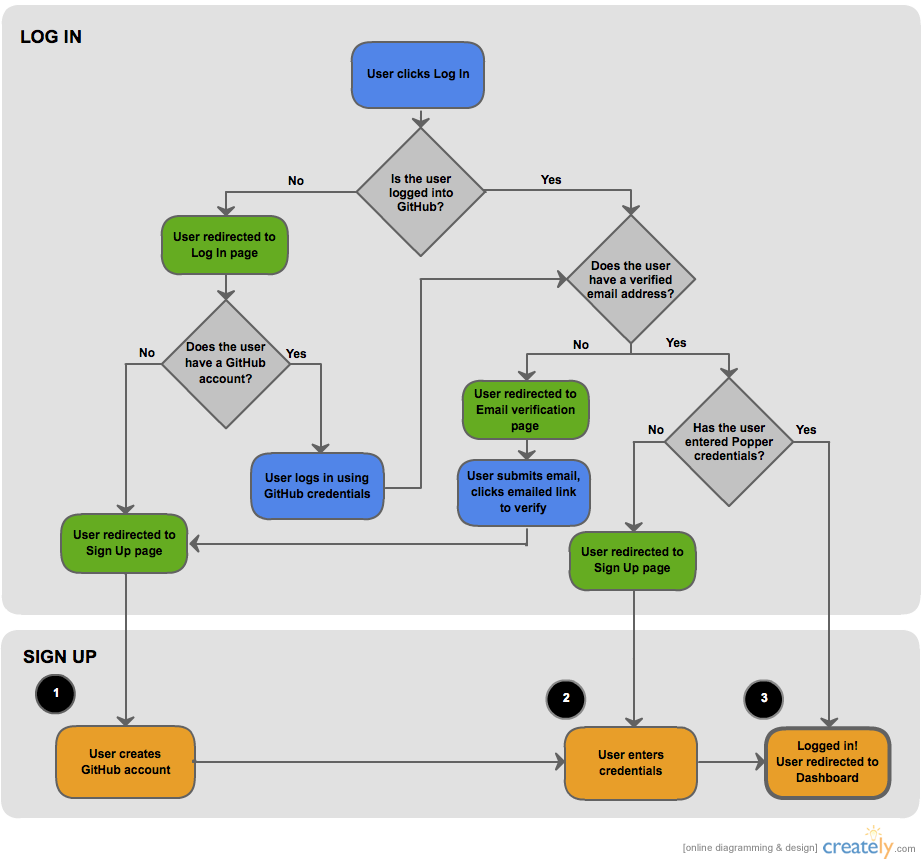 LOG IN
User clicks Log In
Is the user
logged into
GitHub?
No
Yes
User redirected to
Log In page
Does the user
have a verified
email address?
Does the user
have a GitHub
account?
No
Yes
No
Yes
User redirected to
Email verification
page
Has the user
entered Popper
credentials?
No
Yes
User logs in using
GitHub credentials
User submits email,
clicks emailed link
to verify
User redirected to
Sign Up page
User redirected to
Sign Up page
SIGN UP
1
2
3
User creates
GitHub account
User enters
credentials
Logged in!
User redirected to
Dashboard
[online diagramming & design] creately.com